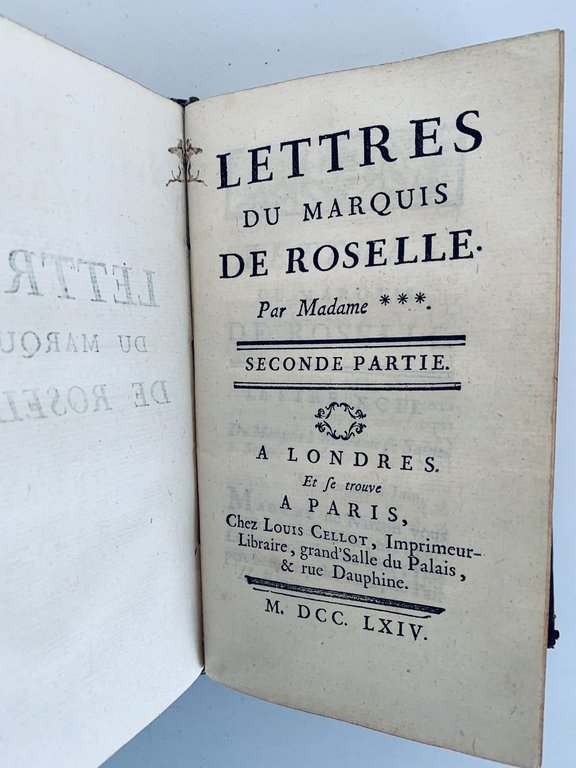 LETTRES
DU MARQUIS
DE ROSELLE.
Par Madame ***.
SECONDE PARTIE.
A LONDRES.
Et se trouve
A PARIS,
Chez LOUIS CELLOT, Imprimeur-
Libraire, grand'Salle du Palais,
& rue Dauphine.
M. DCC. LXIV.